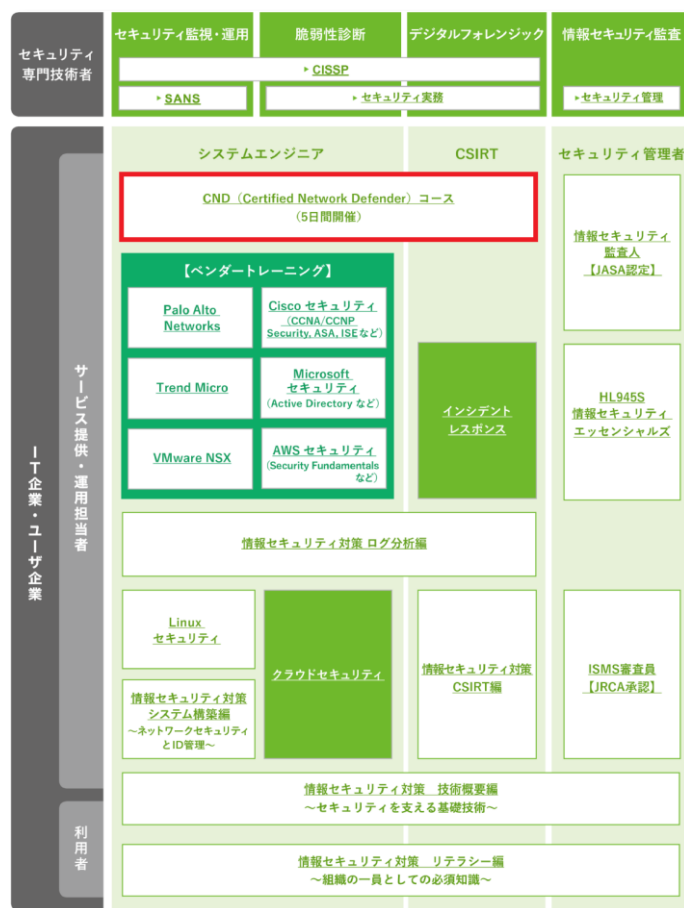 セキュリティ
専門技術者
セキュリティ監視・運用
脆弱性診断
デジタルフォレンジック
情報セキュリティ監査
▸ CISSP
▸ SANS
▸ セキュリティ実務
▸セキュリティ管理
IT企業・ユーザ企業
サービス提供・運用担当者
システムエンジニア
CSIRT
セキュリティ管理者
CND（Certified Network Defender）コース
（5日間開催）
情報セキュリティ
監査人
【JASA認定】
【ベンダートレーニング】
Palo Alto
Networks
Cisco セキュリティ
（CCNA/CCNP
Security, ASA, ISEなど）
Trend Micro
Microsoft
セキュリティ
（Active Directory など）
VMware NSX
AWS セキュリティ
（Security Fundamentals
など）
インシデント
レスポンス
HL945S
情報セキュリティ
エッセンシャルズ
情報セキュリティ対策 ログ分析編
Linux
セキュリティ
情報セキュリティ対策
システム構築編
～ネットワークセキュリティ
とID管理～
クラウドセキュリティ
情報セキュリティ対策
CSIRT編
ISMS審査員
【JRCA承認】
情報セキュリティ対策　技術概要編
～セキュリティを支える基礎技術～
利用者
情報セキュリティ対策　リテラシー編
～組織の一員としての必須知識～